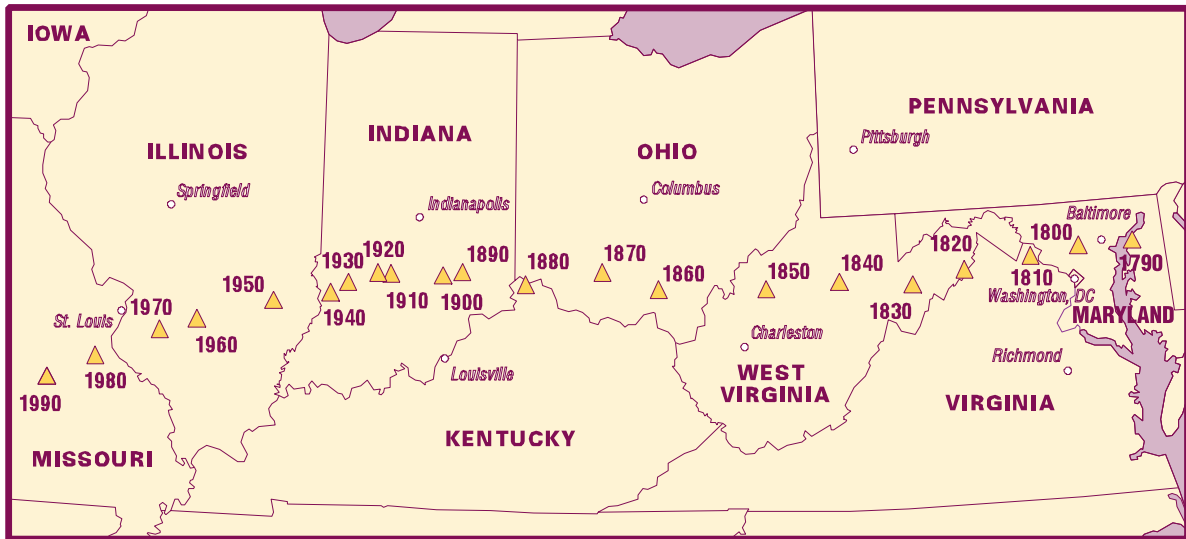 IOWA
PENNSYLVANIA
INDIANA
ILLINOIS
OHIO
Pittsburgh
Springfield
Columbus
Indianapolis
Baltimore
1800
1820
1920
1890
1930
1870
1790
1880
1860
1850
1840
1810
1950
1910
1900
1970
1940
1830
Washington, DC
MARYLAND
St. Louis
1960
Charleston
Richmond
1980
Louisville
WEST
VIRGINIA
1990
VIRGINIA
KENTUCKY
MISSOURI